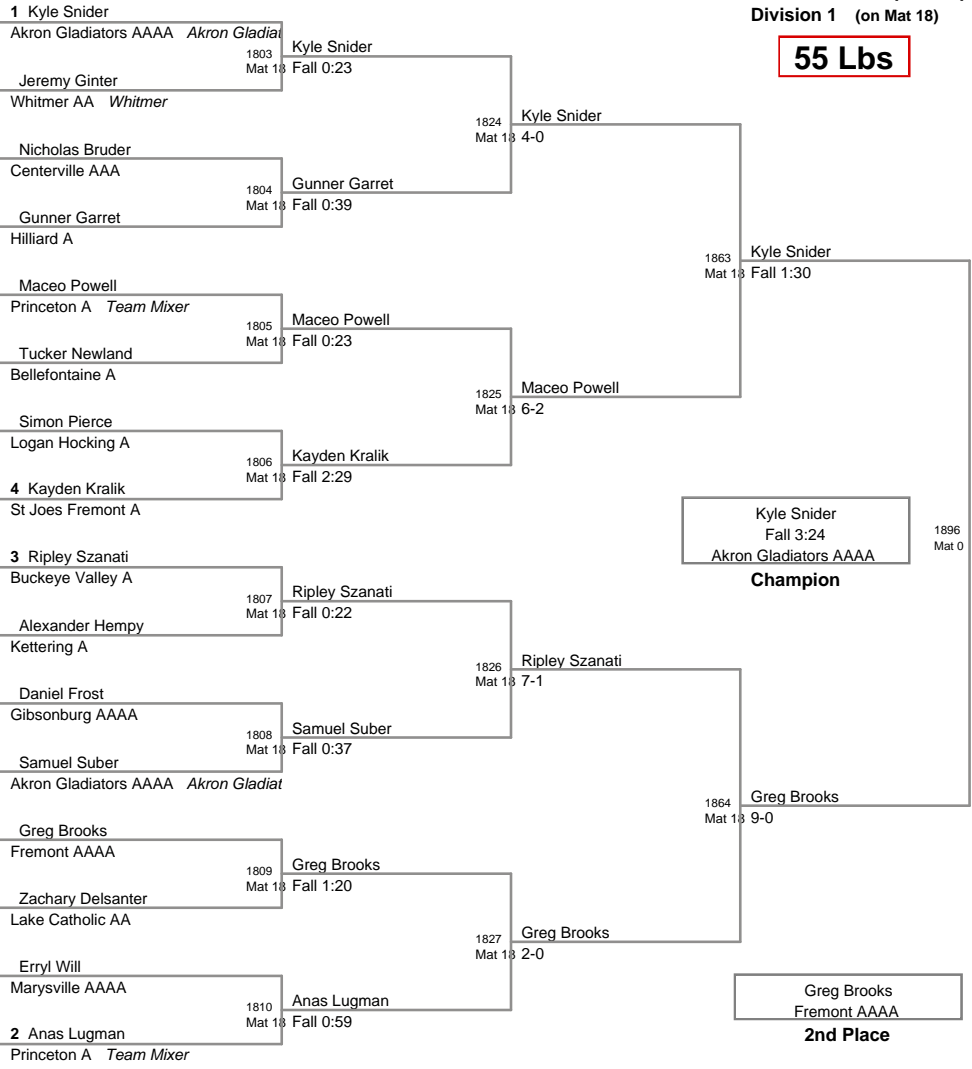 Division 1 (on Mat 18)
55 Lbs
1 Kyle Snider
Akron Gladiators AAAA Akron Gladiat
1803 Kyle Snider
Mat 18 Fall 0:23
Jeremy Ginter
Whitmer AA Whitmer
1824 Kyle Snider
Mat 18 4-0
Nicholas Bruder
Centerville AAA
1804 Gunner Garret
Mat 18 Fall 0:39
Gunner Garret
Hilliard A
1863 Kyle Snider
Mat 18 Fall 1:30
Maceo Powell
Princeton A Team Mixer
1805 Maceo Powell
Mat 18 Fall 0:23
Tucker Newland
Bellefontaine A
1825 Maceo Powell
Mat 18 6-2
Simon Pierce
Logan Hocking A
1806 Kayden Kralik
Mat 18 Fall 2:29
4 Kayden Kralik
St Joes Fremont A
Kyle Snider
Fall 3:24
Akron Gladiators AAAA
Champion
1896
Mat 0
3 Ripley Szanati
Buckeye Valley A
1807 Ripley Szanati
Mat 18 Fall 0:22
Alexander Hempy
Kettering A
1826 Ripley Szanati
Mat 18 7-1
Daniel Frost
Gibsonburg AAAA
1808 Samuel Suber
Mat 18 Fall 0:37
Samuel Suber
Akron Gladiators AAAA Akron Gladiat
1864 Greg Brooks
Mat 18 9-0
Greg Brooks
Fremont AAAA
1809 Greg Brooks
Mat 18 Fall 1:20
Zachary Delsanter
Lake Catholic AA
1827 Greg Brooks
Mat 18 2-0
Erryl Will
Marysville AAAA
1810 Anas Lugman
Mat 18 Fall 0:59
2 Anas Lugman
Princeton A Team Mixer
Greg Brooks
Fremont AAAA
2nd Place